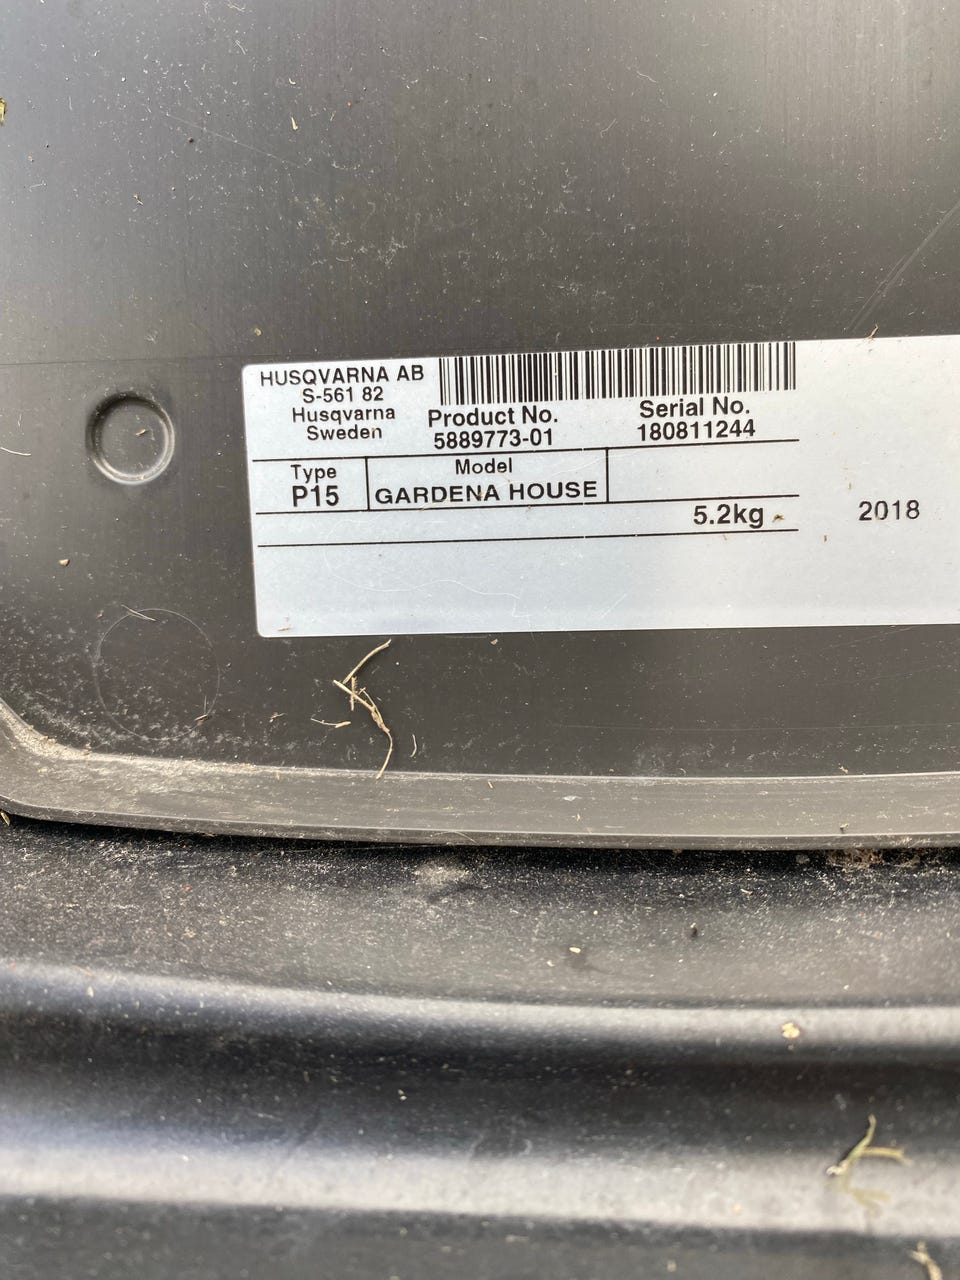 HUSQVARNA AB
S-561 82
Husqvarna
Sweden
Product No.
5889773-01
Serial No.
180811244
Type
P15
Model
GARDENA HOUSE
5.2kg
2018